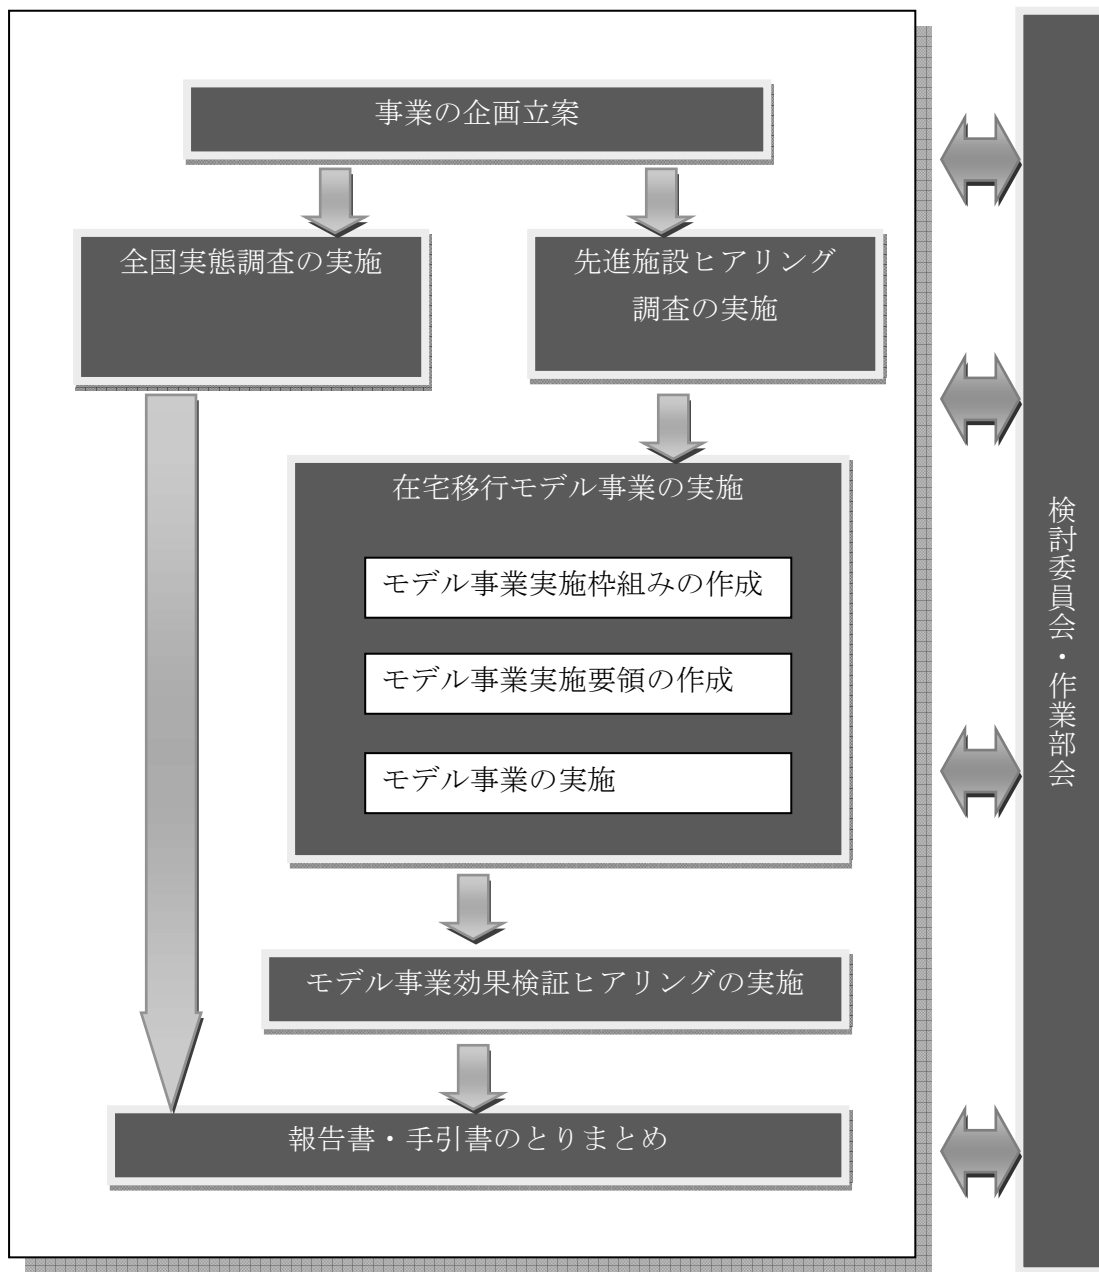 事業の企画立案
全国実態調査の実施
先進施設ヒアリング
調査の実施
在宅移行モデル事業の実施
モデル事業実施枠組みの作成
モデル事業実施要領の作成
モデル事業の実施
モデル事業効果検証ヒアリングの実施
報告書・手引書のとりまとめ
検討委員会・作業部会